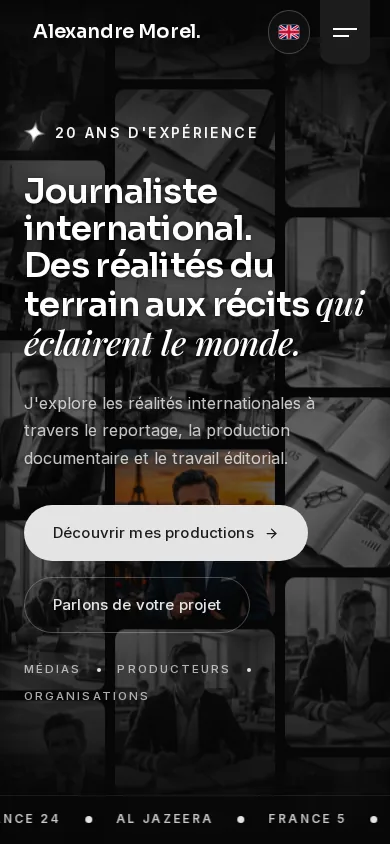 Alexandre Morel.
20 ANS D'EXPÉRIENCE
Journaliste
international.
Des réalités du
terrain aux récits qui
éclairent le monde.
J'explore les réalités internationales à
travers le reportage, la production
documentaire et le travail éditorial.
Découvrir mes productions →
Parlons de votre projet
MÉDIAS • PRODUCTEURS •
ORGANISATIONS
NCE 24 • AL JAZEERA • FRANCE 5 •